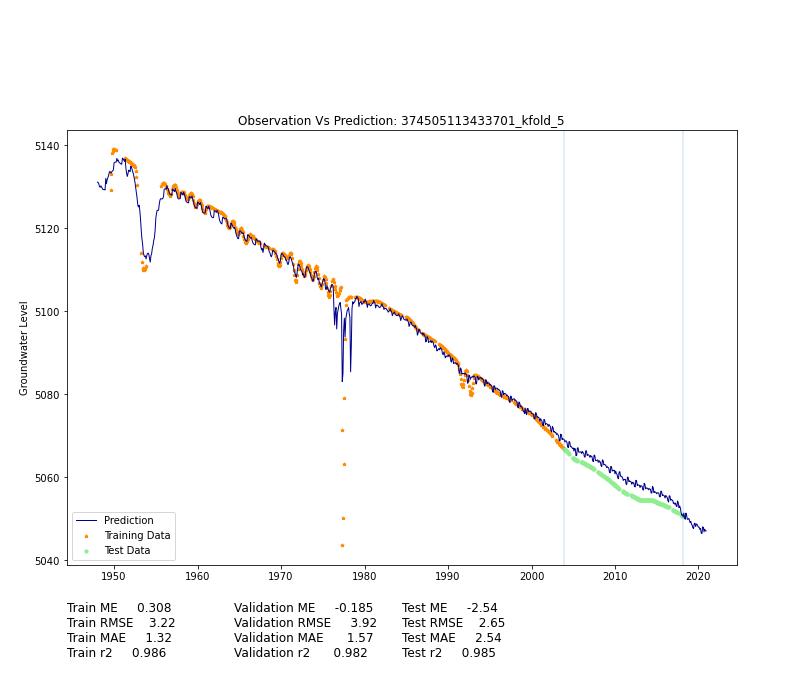 Observation Vs Prediction: 374505113433701_kfold_5
5140
5120
5100
5080
5060
5040
Groundwater Level
Prediction
Training Data
Test Data
1950 1960 1970 1980 1990 2000 2010 2020
Train ME 0.308 Validation ME -0.185 Test ME -2.54
Train RMSE 3.22 Validation RMSE 3.92 Test RMSE 2.65
Train MAE 1.32 Validation MAE 1.57 Test MAE 2.54
Train r2 0.986 Validation r2 0.982 Test r2 0.985